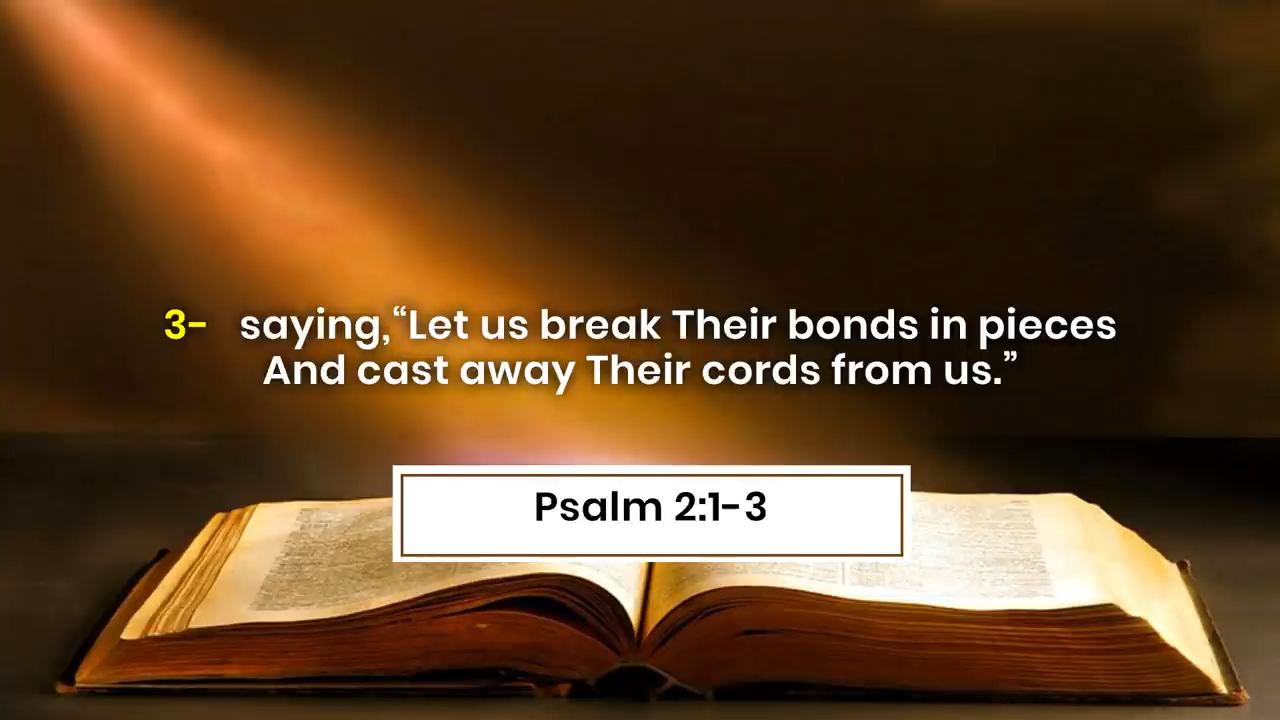 3- saying,“Let us break Their bonds in pieces
And cast away Their cords from us.”
Psalm 2:1-3